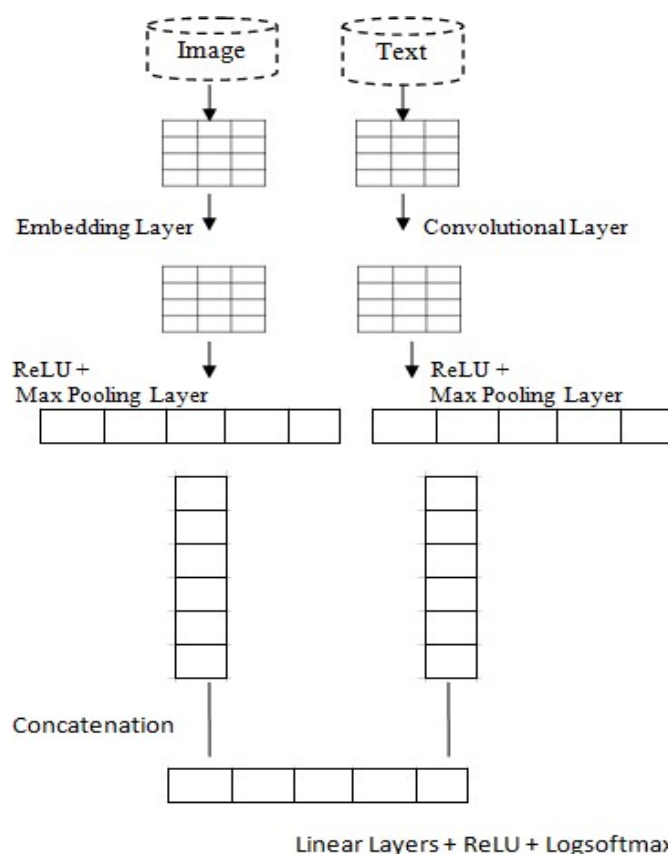 Image
Text
Embedding Layer
Convolutional Layer
ReLU +
Max Pooling Layer
ReLU +
Max Pooling Layer
Concatenation
Linear Layers + ReLU + Logsoftmax